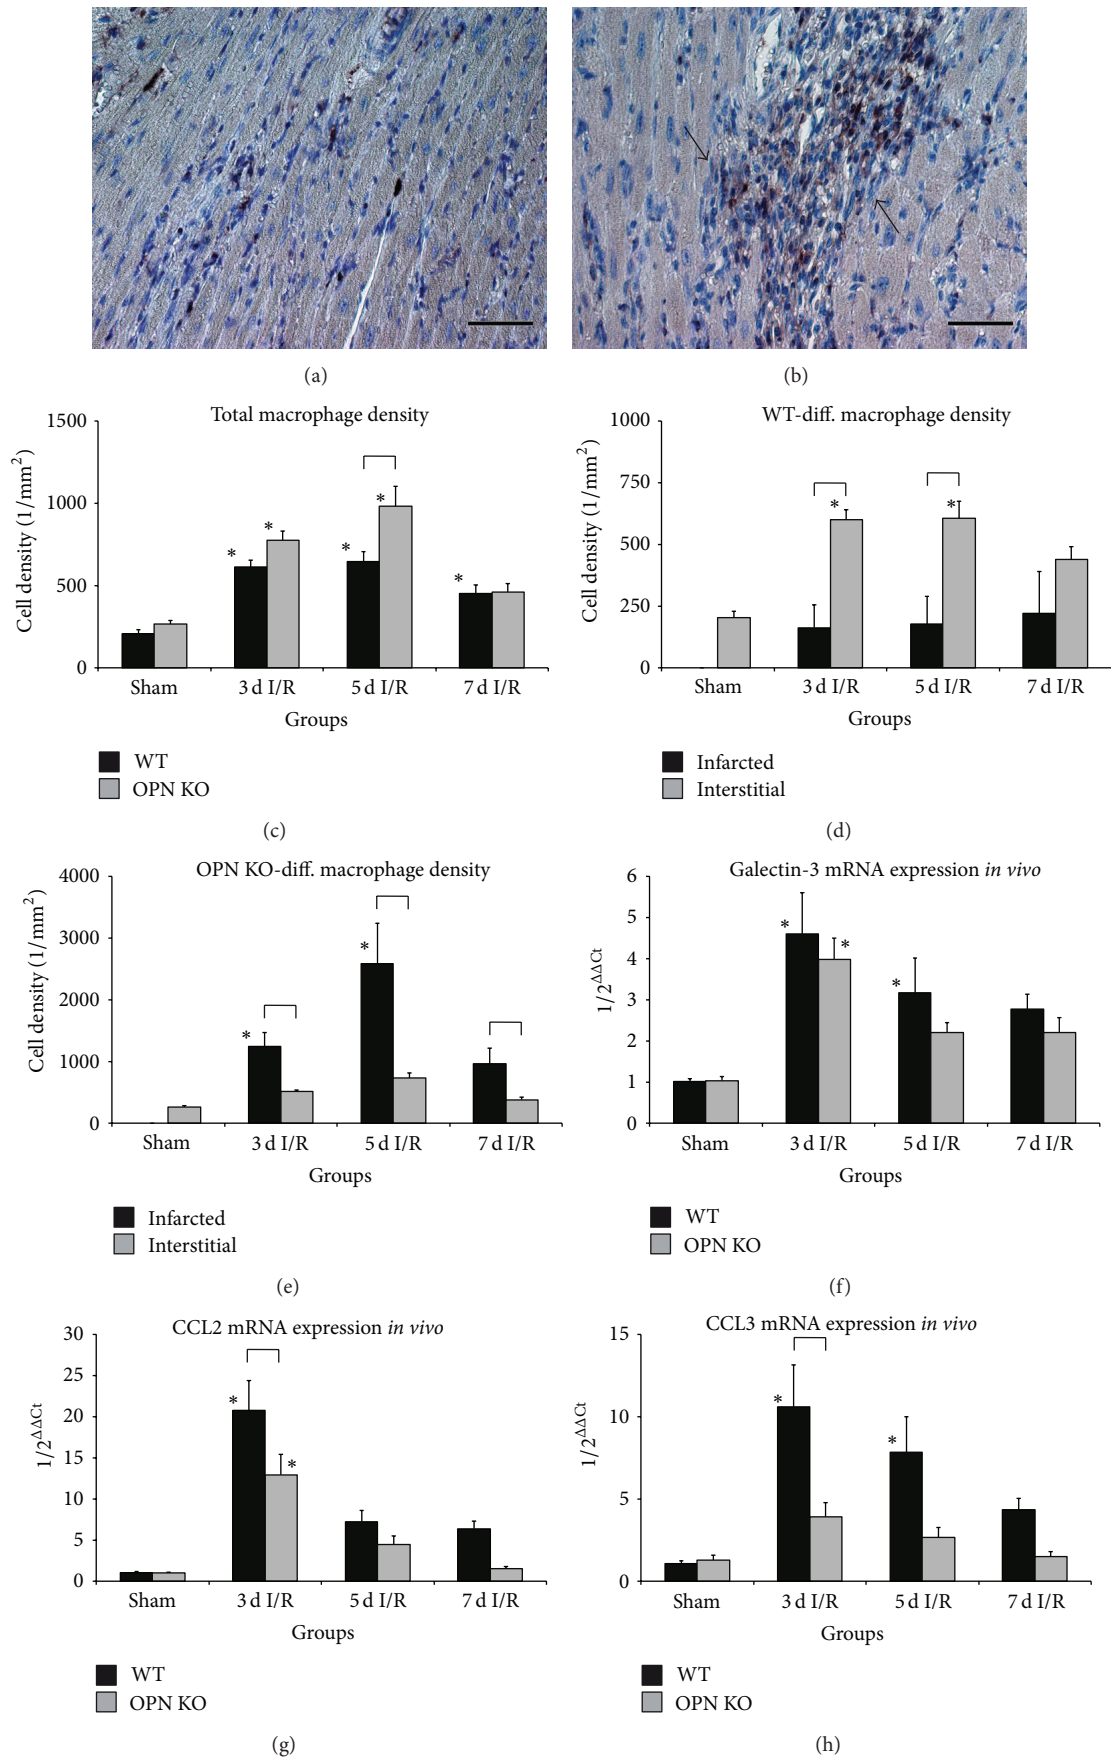 (a)
(b)
Total macrophage density
Cell density (1/mm²)
1500
1000
500
0
*
*
*
*
*
Sham
3 d I/R
5 d I/R
7 d I/R
Groups
WT
OPN KO
(c)
WT-diff. macrophage density
Cell density (1/mm²)
1000
750
500
250
0
*
*
Sham
3 d I/R
5 d I/R
7 d I/R
Groups
Infarcted
Interstitial
(d)
OPN KO-diff. macrophage density
Cell density (1/mm²)
4000
3000
2000
1000
0
*
*
Sham
3 d I/R
5 d I/R
7 d I/R
Groups
Infarcted
Interstitial
(e)
Galectin-3 mRNA expression in vivo
1/2^ΔΔCt
6
5
4
3
2
1
0
*
*
*
Sham
3 d I/R
5 d I/R
7 d I/R
Groups
WT
OPN KO
(f)
CCL2 mRNA expression in vivo
1/2^ΔΔCt
30
25
20
15
10
5
0
*
*
Sham
3 d I/R
5 d I/R
7 d I/R
Groups
WT
OPN KO
(g)
CCL3 mRNA expression in vivo
1/2^ΔΔCt
15
10
5
0
*
*
Sham
3 d I/R
5 d I/R
7 d I/R
Groups
WT
OPN KO
(h)